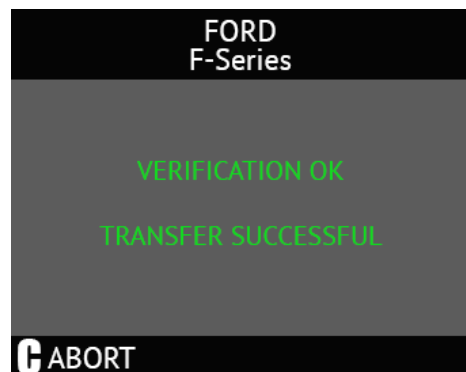 FORD
F-Series
VERIFICATION OK
TRANSFER SUCCESSFUL
C ABORT